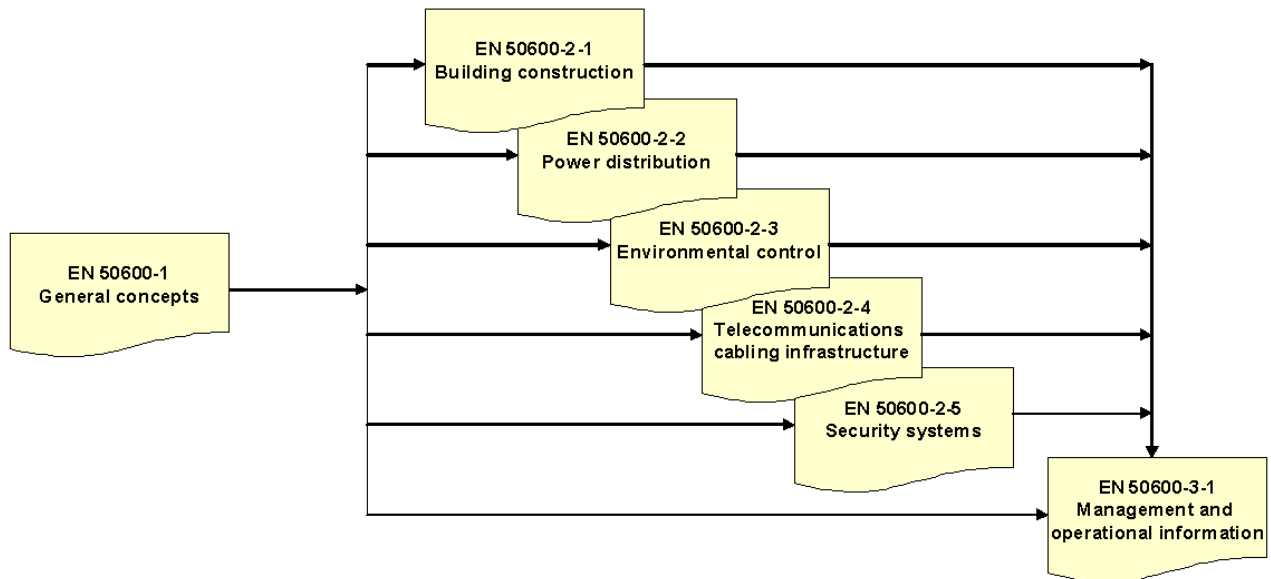 EN 50600-2-1
Building construction
EN 50600-2-2
Power distribution
EN 50600-2-3
Environmental control
EN 50600-1
General concepts
EN 50600-2-4
Telecommunications
cabling infrastructure
EN 50600-2-5
Security systems
EN 50600-3-1
Management and
operational information